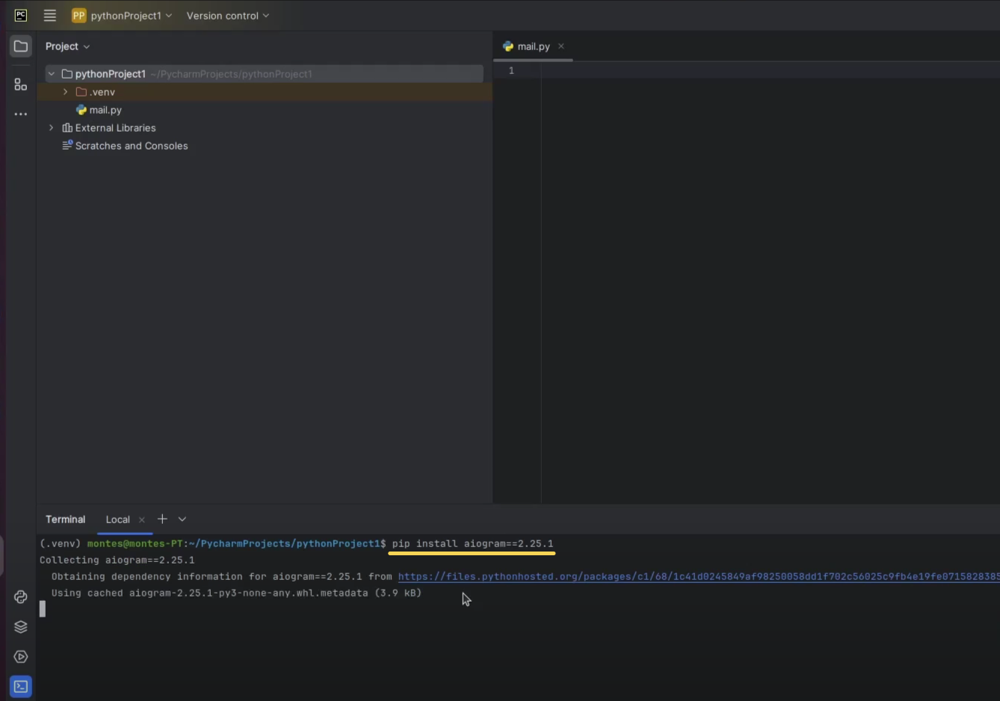 PC
PP pythonProject1 Version control
Project
mail.py
pythonProject1 ~/PycharmProjects/pythonProject1
1
.venv
mail.py
External Libraries
Scratches and Consoles
Terminal Local
(.venv) montes@montes-PT:~/PycharmProjects/pythonProject1$ pip install aiogram==2.25.1
Collecting aiogram==2.25.1
Obtaining dependency information for aiogram==2.25.1 from https://files.pythonhosted.org/packages/c1/68/1c41d0245849af98250058dd1f702c56025c9fb4e19fe0715828385
Using cached aiogram-2.25.1-py3-none-any.whl.metadata (3.9 kB)